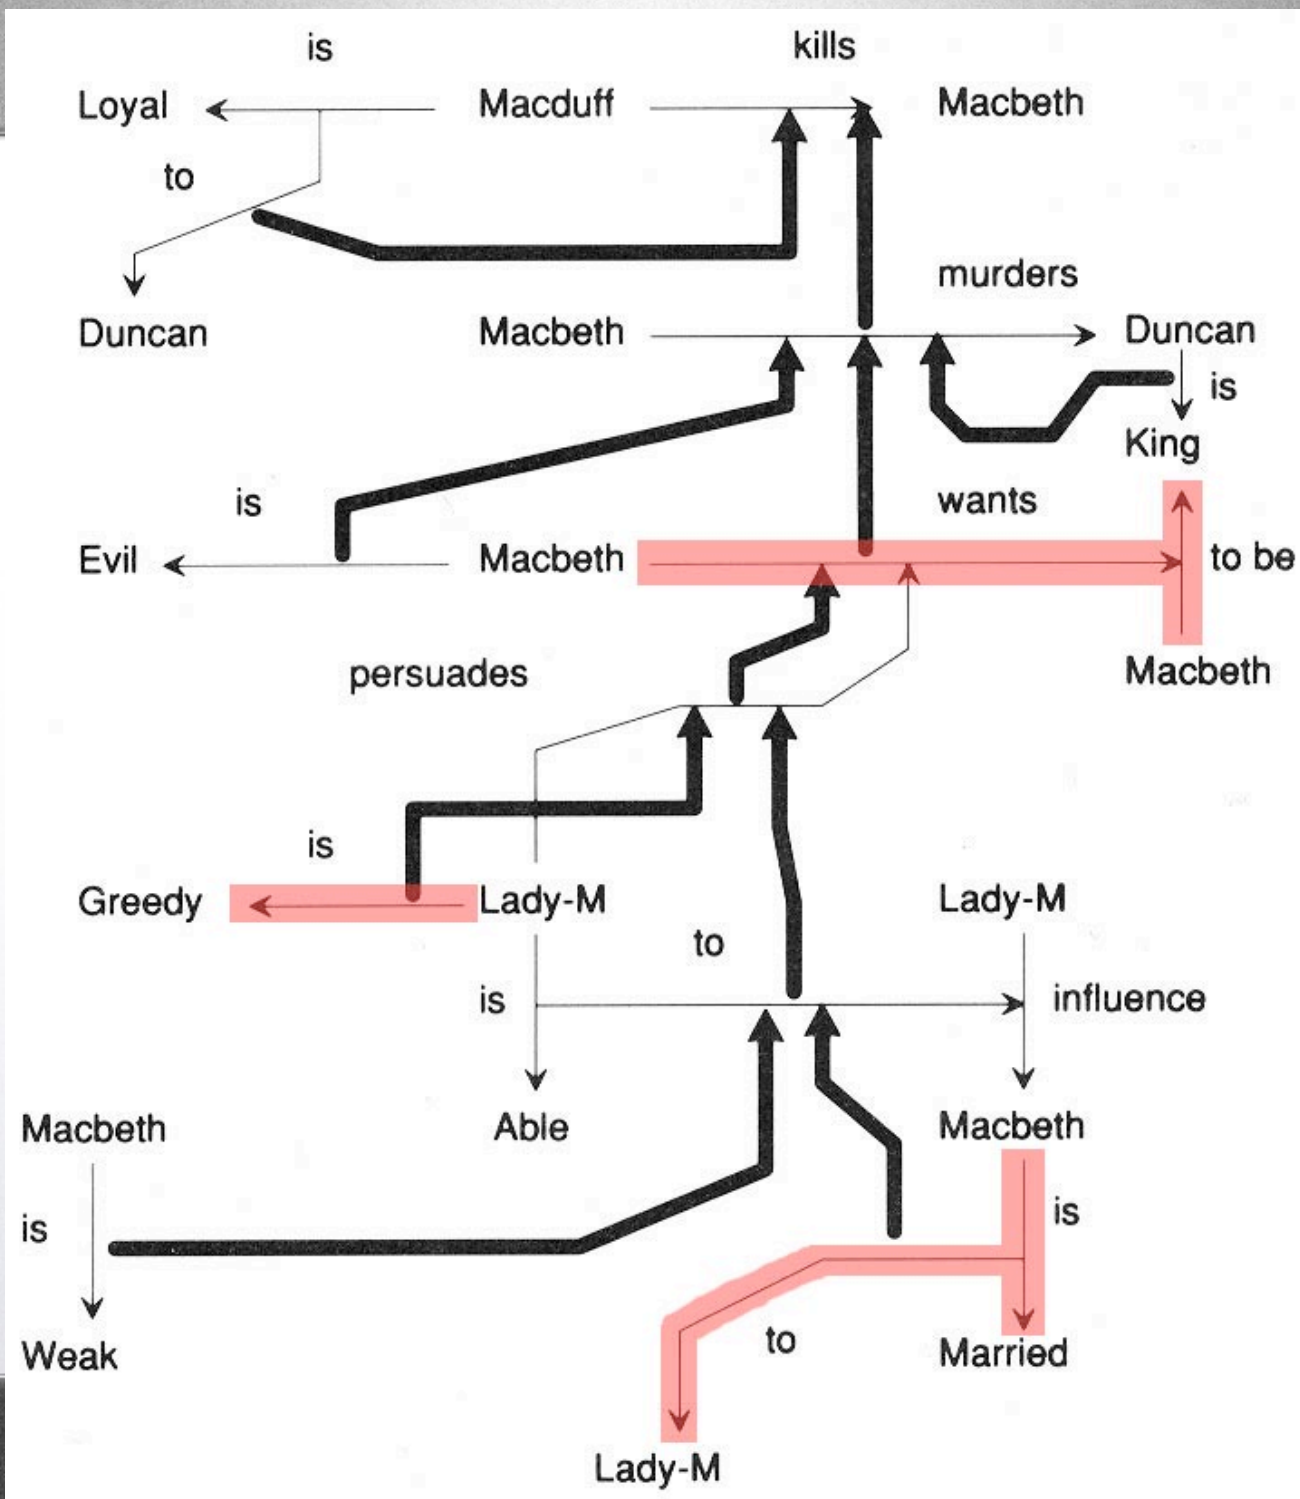 is kills
Loyal Macduff Macbeth
to
murders
Duncan Macbeth Duncan
is
King
is wants
Evil Macbeth to be
persuades Macbeth
is
Greedy Lady-M Lady-M
to
is influence
Macbeth Able Macbeth
is is
to
Weak Married
Lady-M